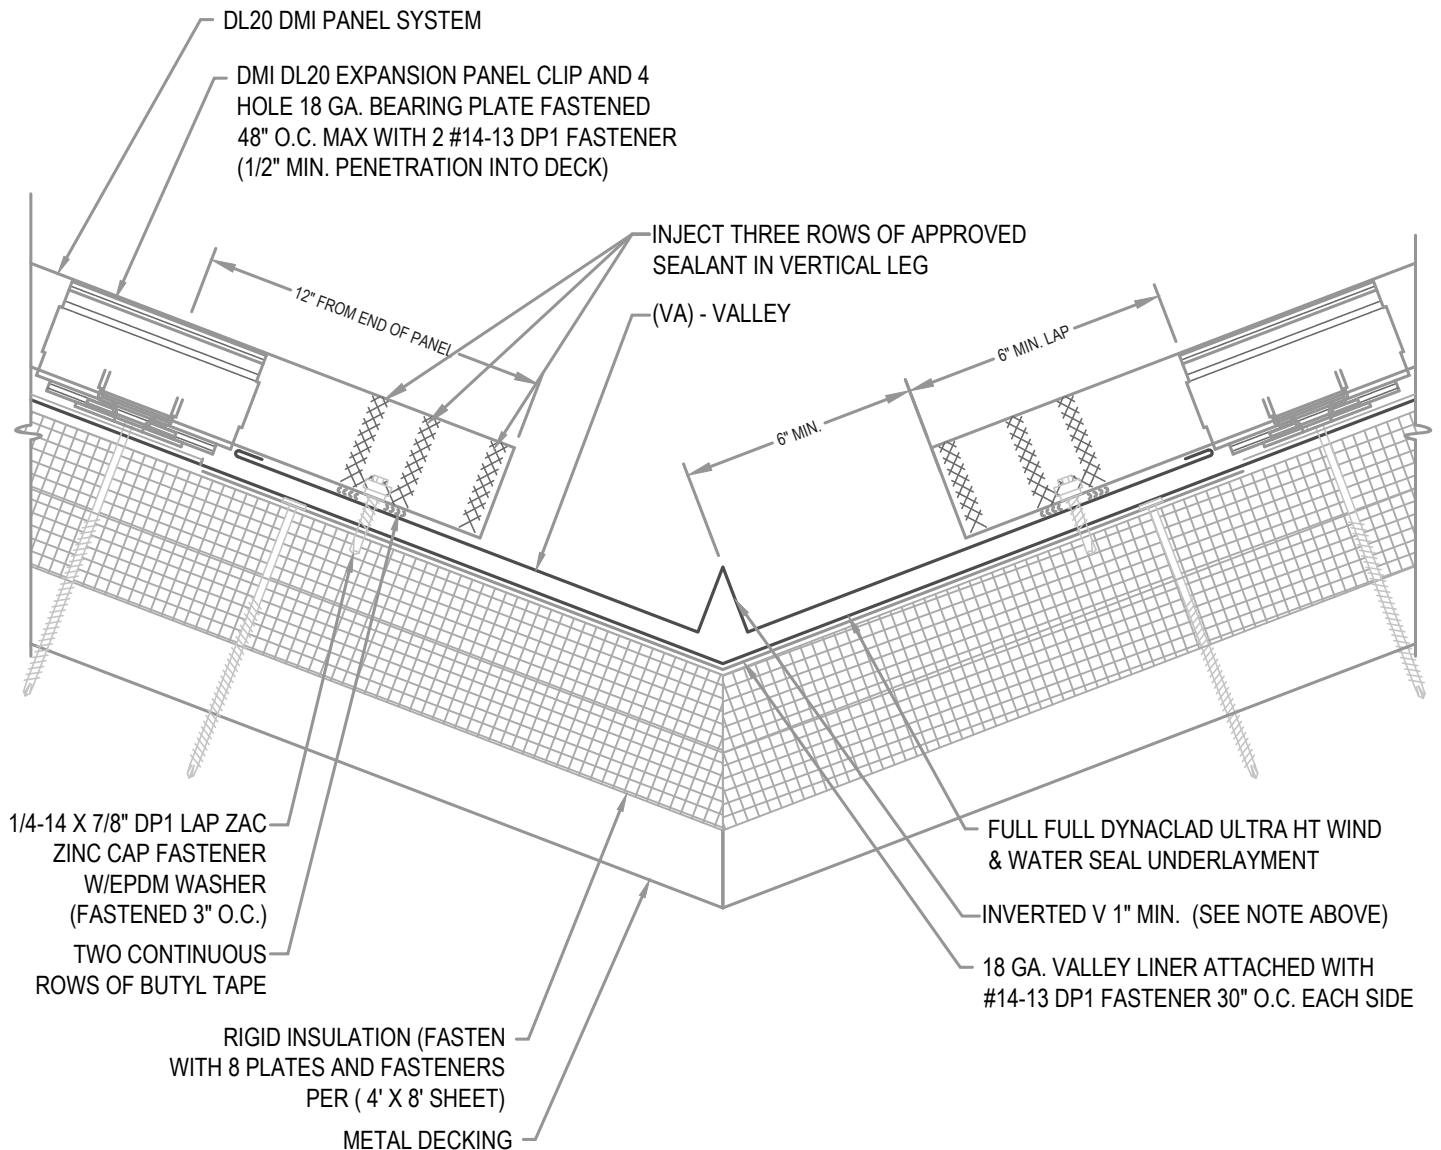 DL20 DMI PANEL SYSTEM
DMI DL20 EXPANSION PANEL CLIP AND 4
HOLE 18 GA. BEARING PLATE FASTENED
48" O.C. MAX WITH 2 #14-13 DP1 FASTENER
(1/2" MIN. PENETRATION INTO DECK)
INJECT THREE ROWS OF APPROVED
SEALANT IN VERTICAL LEG
(VA) - VALLEY
12" FROM END OF PANEL
6" MIN. LAP
6" MIN.
1/4-14 X 7/8" DP1 LAP ZAC
ZINC CAP FASTENER
W/EPDM WASHER
(FASTENED 3" O.C.)
TWO CONTINUOUS
ROWS OF BUTYL TAPE
RIGID INSULATION (FASTEN
WITH 8 PLATES AND FASTENERS
PER ( 4' X 8' SHEET)
METAL DECKING
FULL FULL DYNACLAD ULTRA HT WIND
& WATER SEAL UNDERLAYMENT
INVERTED V 1" MIN. (SEE NOTE ABOVE)
18 GA. VALLEY LINER ATTACHED WITH
#14-13 DP1 FASTENER 30" O.C. EACH SIDE